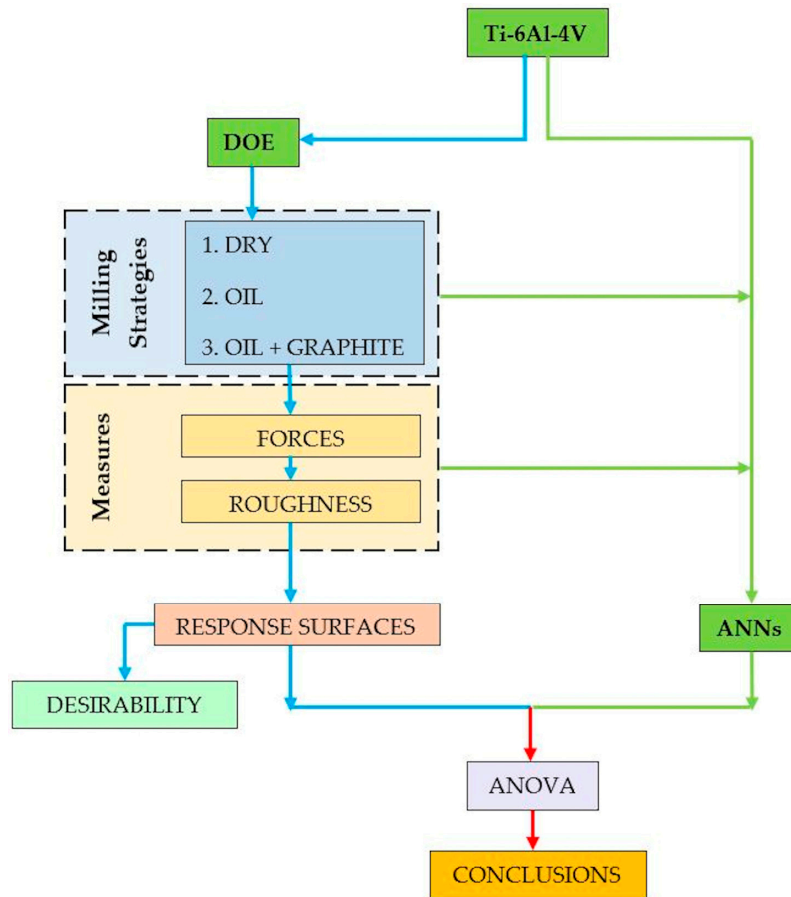 Ti-6Al-4V
DOE
Milling
Strategies
1. DRY
2. OIL
3. OIL + GRAPHITE
Measures
FORCES
ROUGHNESS
RESPONSE SURFACES
ANNs
DESIRABILITY
ANOVA
CONCLUSIONS